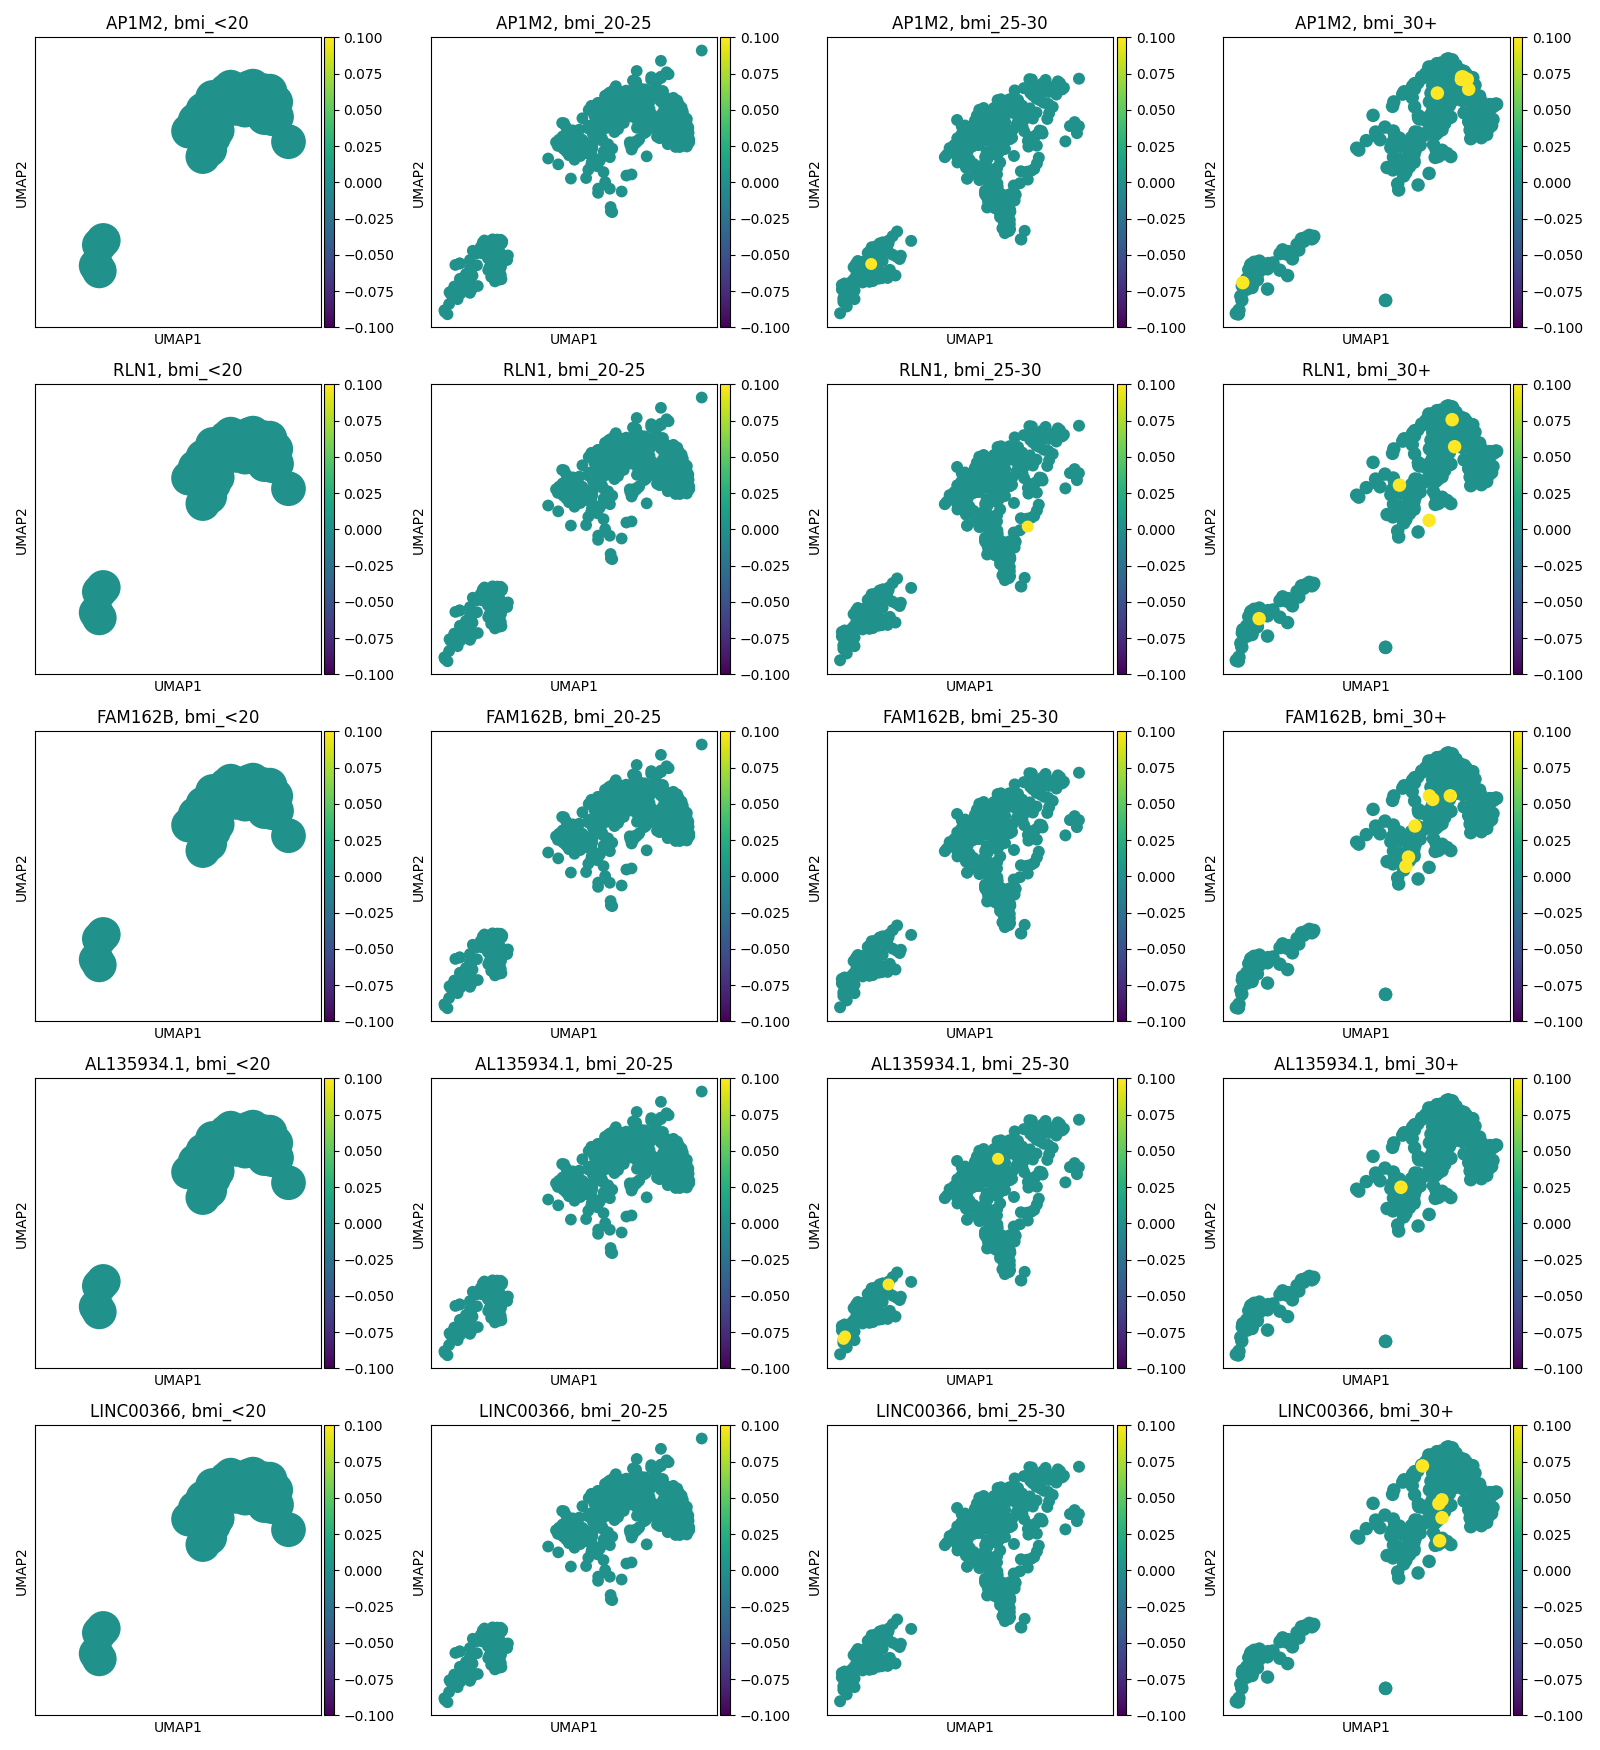 AP1M2, bmi_<20 AP1M2, bmi_20-25 AP1M2, bmi_25-30 AP1M2, bmi_30+
0.100 0.100 0.100 0.100
0.075 0.075 0.075 0.075
0.050 0.050 0.050 0.050
0.025 0.025 0.025 0.025
UMAP2 0.000 UMAP2 0.000 UMAP2 0.000 UMAP2 0.000
−0.025 −0.025 −0.025 −0.025
−0.050 −0.050 −0.050 −0.050
−0.075 −0.075 −0.075 −0.075
−0.100 −0.100 −0.100 −0.100
UMAP1 UMAP1 UMAP1 UMAP1
RLN1, bmi_<20 RLN1, bmi_20-25 RLN1, bmi_25-30 RLN1, bmi_30+
0.100 0.100 0.100 0.100
0.075 0.075 0.075 0.075
0.050 0.050 0.050 0.050
0.025 0.025 0.025 0.025
UMAP2 0.000 UMAP2 0.000 UMAP2 0.000 UMAP2 0.000
−0.025 −0.025 −0.025 −0.025
−0.050 −0.050 −0.050 −0.050
−0.075 −0.075 −0.075 −0.075
−0.100 −0.100 −0.100 −0.100
UMAP1 UMAP1 UMAP1 UMAP1
FAM162B, bmi_<20 FAM162B, bmi_20-25 FAM162B, bmi_25-30 FAM162B, bmi_30+
0.100 0.100 0.100 0.100
0.075 0.075 0.075 0.075
0.050 0.050 0.050 0.050
0.025 0.025 0.025 0.025
UMAP2 0.000 UMAP2 0.000 UMAP2 0.000 UMAP2 0.000
−0.025 −0.025 −0.025 −0.025
−0.050 −0.050 −0.050 −0.050
−0.075 −0.075 −0.075 −0.075
−0.100 −0.100 −0.100 −0.100
UMAP1 UMAP1 UMAP1 UMAP1
AL135934.1, bmi_<20 AL135934.1, bmi_20-25 AL135934.1, bmi_25-30 AL135934.1, bmi_30+
0.100 0.100 0.100 0.100
0.075 0.075 0.075 0.075
0.050 0.050 0.050 0.050
0.025 0.025 0.025 0.025
UMAP2 0.000 UMAP2 0.000 UMAP2 0.000 UMAP2 0.000
−0.025 −0.025 −0.025 −0.025
−0.050 −0.050 −0.050 −0.050
−0.075 −0.075 −0.075 −0.075
−0.100 −0.100 −0.100 −0.100
UMAP1 UMAP1 UMAP1 UMAP1
LINC00366, bmi_<20 LINC00366, bmi_20-25 LINC00366, bmi_25-30 LINC00366, bmi_30+
0.100 0.100 0.100 0.100
0.075 0.075 0.075 0.075
0.050 0.050 0.050 0.050
0.025 0.025 0.025 0.025
UMAP2 0.000 UMAP2 0.000 UMAP2 0.000 UMAP2 0.000
−0.025 −0.025 −0.025 −0.025
−0.050 −0.050 −0.050 −0.050
−0.075 −0.075 −0.075 −0.075
−0.100 −0.100 −0.100 −0.100
UMAP1 UMAP1 UMAP1 UMAP1